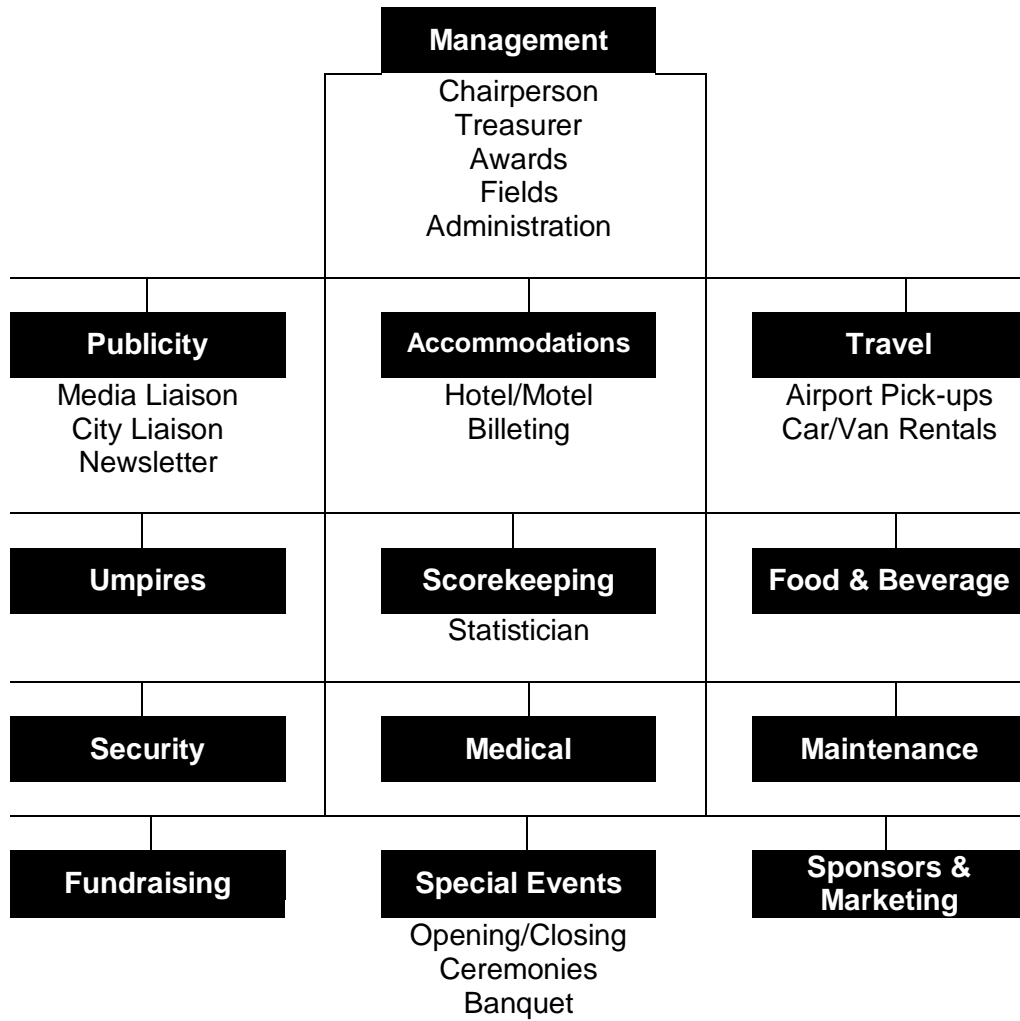 Management
Chairperson
Treasurer
Awards
Fields
Administration
Publicity
Media Liaison
City Liaison
Newsletter
Accommodations
Hotel/Motel
Billeting
Travel
Airport Pick-ups
Car/Van Rentals
Umpires
Scorekeeping
Statistician
Food & Beverage
Security
Medical
Maintenance
Fundraising
Special Events
Opening/Closing
Ceremonies
Banquet
Sponsors &
Marketing